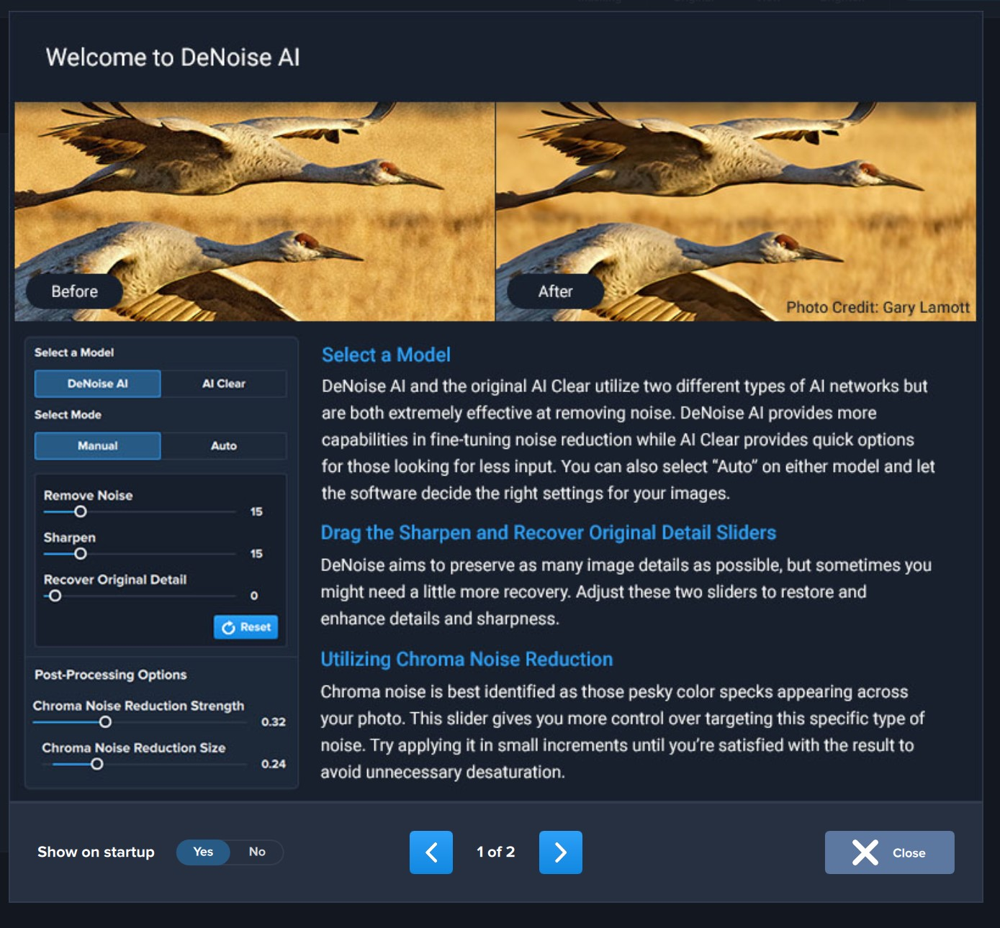 Welcome to DeNoise AI
Before
After
Photo Credit: Gary Lamott
Select a Model
DeNoise AI
AI Clear
Select Mode
Manual
Auto
Remove Noise
15
Sharpen
15
Recover Original Detail
0
Reset
Post-Processing Options
Chroma Noise Reduction Strength
0.32
Chroma Noise Reduction Size
0.24
Select a Model
DeNoise AI and the original AI Clear utilize two different types of AI networks but
are both extremely effective at removing noise. DeNoise AI provides more
capabilities in fine-tuning noise reduction while AI Clear provides quick options
for those looking for less input. You can also select “Auto” on either model and let
the software decide the right settings for your images.
Drag the Sharpen and Recover Original Detail Sliders
DeNoise aims to preserve as many image details as possible, but sometimes you
might need a little more recovery. Adjust these two sliders to restore and
enhance details and sharpness.
Utilizing Chroma Noise Reduction
Chroma noise is best identified as those pesky color specks appearing across
your photo. This slider gives you more control over targeting this specific type of
noise. Try applying it in small increments until you’re satisfied with the result to
avoid unnecessary desaturation.
Show on startup
Yes
No
1 of 2
Close